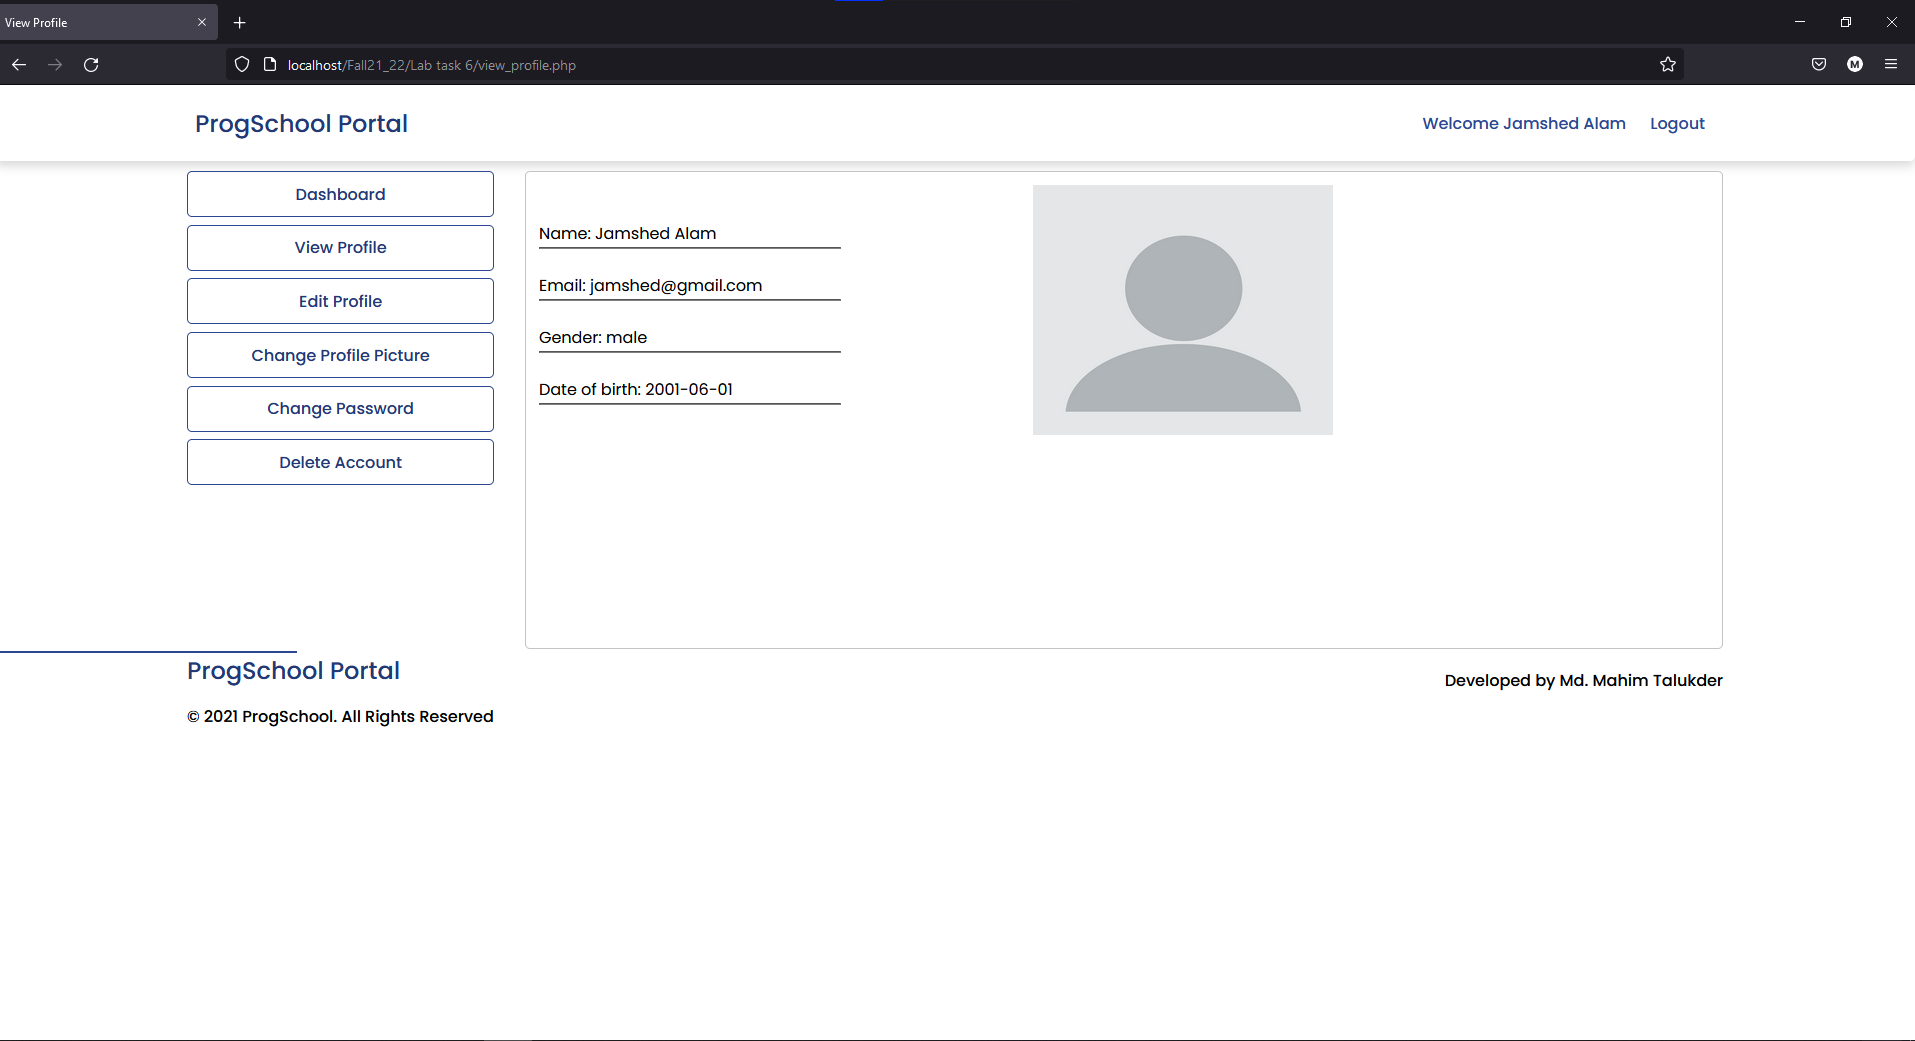 View Profile
localhost/Fall21_22/Lab task 6/view_profile.php
M
ProgSchool Portal
Welcome Jamshed Alam
Logout
Dashboard
View Profile
Edit Profile
Change Profile Picture
Change Password
Delete Account
Name: Jamshed Alam
Email: jamshed@gmail.com
Gender: male
Date of birth: 2001-06-01
ProgSchool Portal
© 2021 ProgSchool. All Rights Reserved
Developed by Md. Mahim Talukder